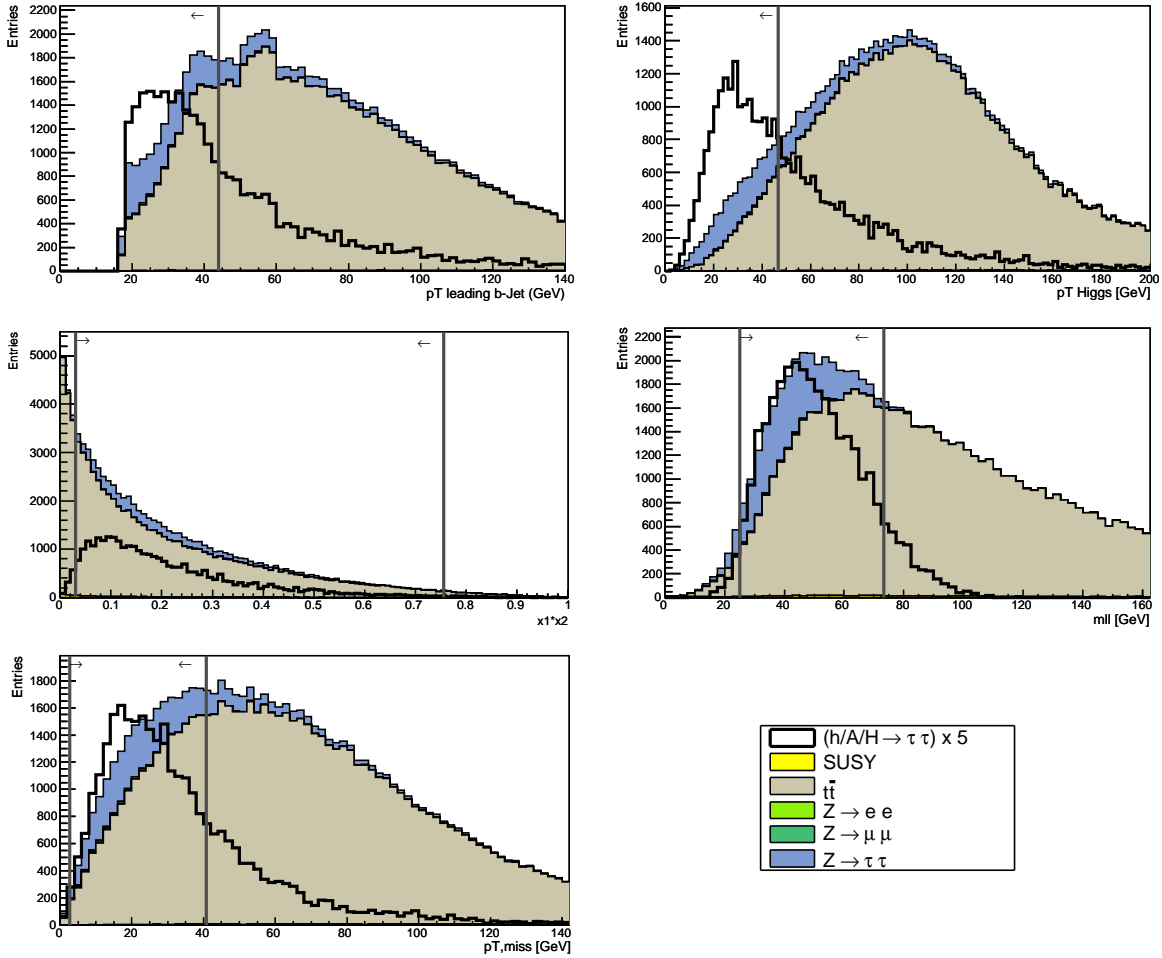 Entries
2200
2000
1800
1600
1400
1200
1000
800
600
400
200
0
←
0 20 40 60 80 100 120 140
pT leading b-Jet (GeV)
Entries
1600
1400
1200
1000
800
600
400
200
0
←
0 20 40 60 80 100 120 140 160 180 200
pT Higgs [GeV]
Entries
5000
4000
3000
2000
1000
0
→ ←
0 0.1 0.2 0.3 0.4 0.5 0.6 0.7 0.8 0.9 1
x1*x2
Entries
2200
2000
1800
1600
1400
1200
1000
800
600
400
200
0
→ ←
0 20 40 60 80 100 120 140 160
mll [GeV]
Entries
1800
1600
1400
1200
1000
800
600
400
200
0
→ ←
0 20 40 60 80 100 120 140
pT,miss [GeV]
(h/A/H → τ τ) x 5
SUSY
tt̄
Z → e e
Z → μ μ
Z → τ τ